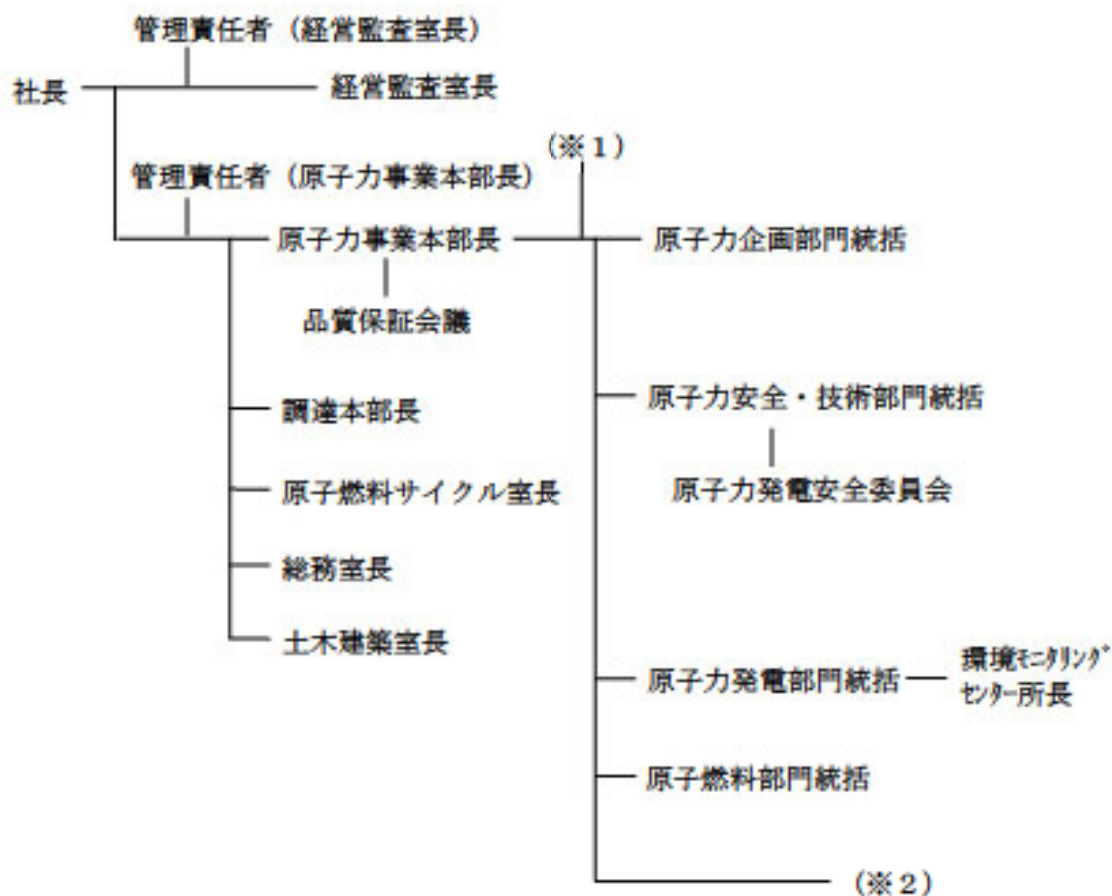 管理責任者（経営監査室長）
社長
経営監査室長
（※１）
管理責任者（原子力事業本部長）
原子力事業本部長
原子力企画部門統括
品質保証会議
調達本部長
原子力安全・技術部門統括
原子力発電安全委員会
原子燃料サイクル室長
総務室長
土木建築室長
原子力発電部門統括
環境ﾓﾆﾀﾘﾝｸﾞ
ｾﾝﾀｰ所長
原子燃料部門統括
（※２）